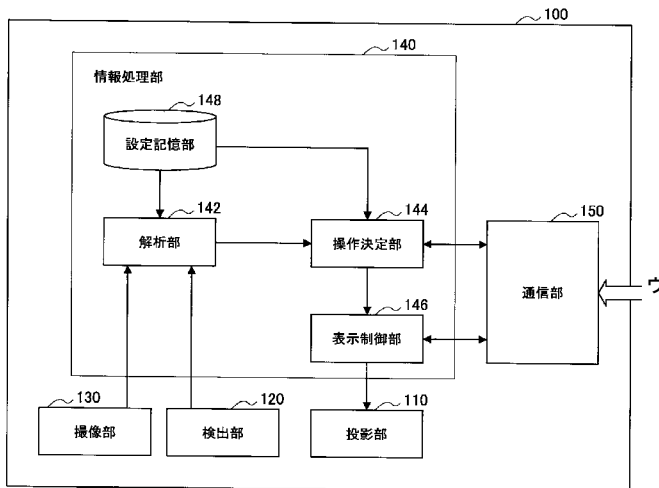 100
140
情報処理部
148
設定記憶部
142
解析部
144
操作決定部
150
通信部
146
表示制御部
130
撮像部
120
検出部
110
投影部